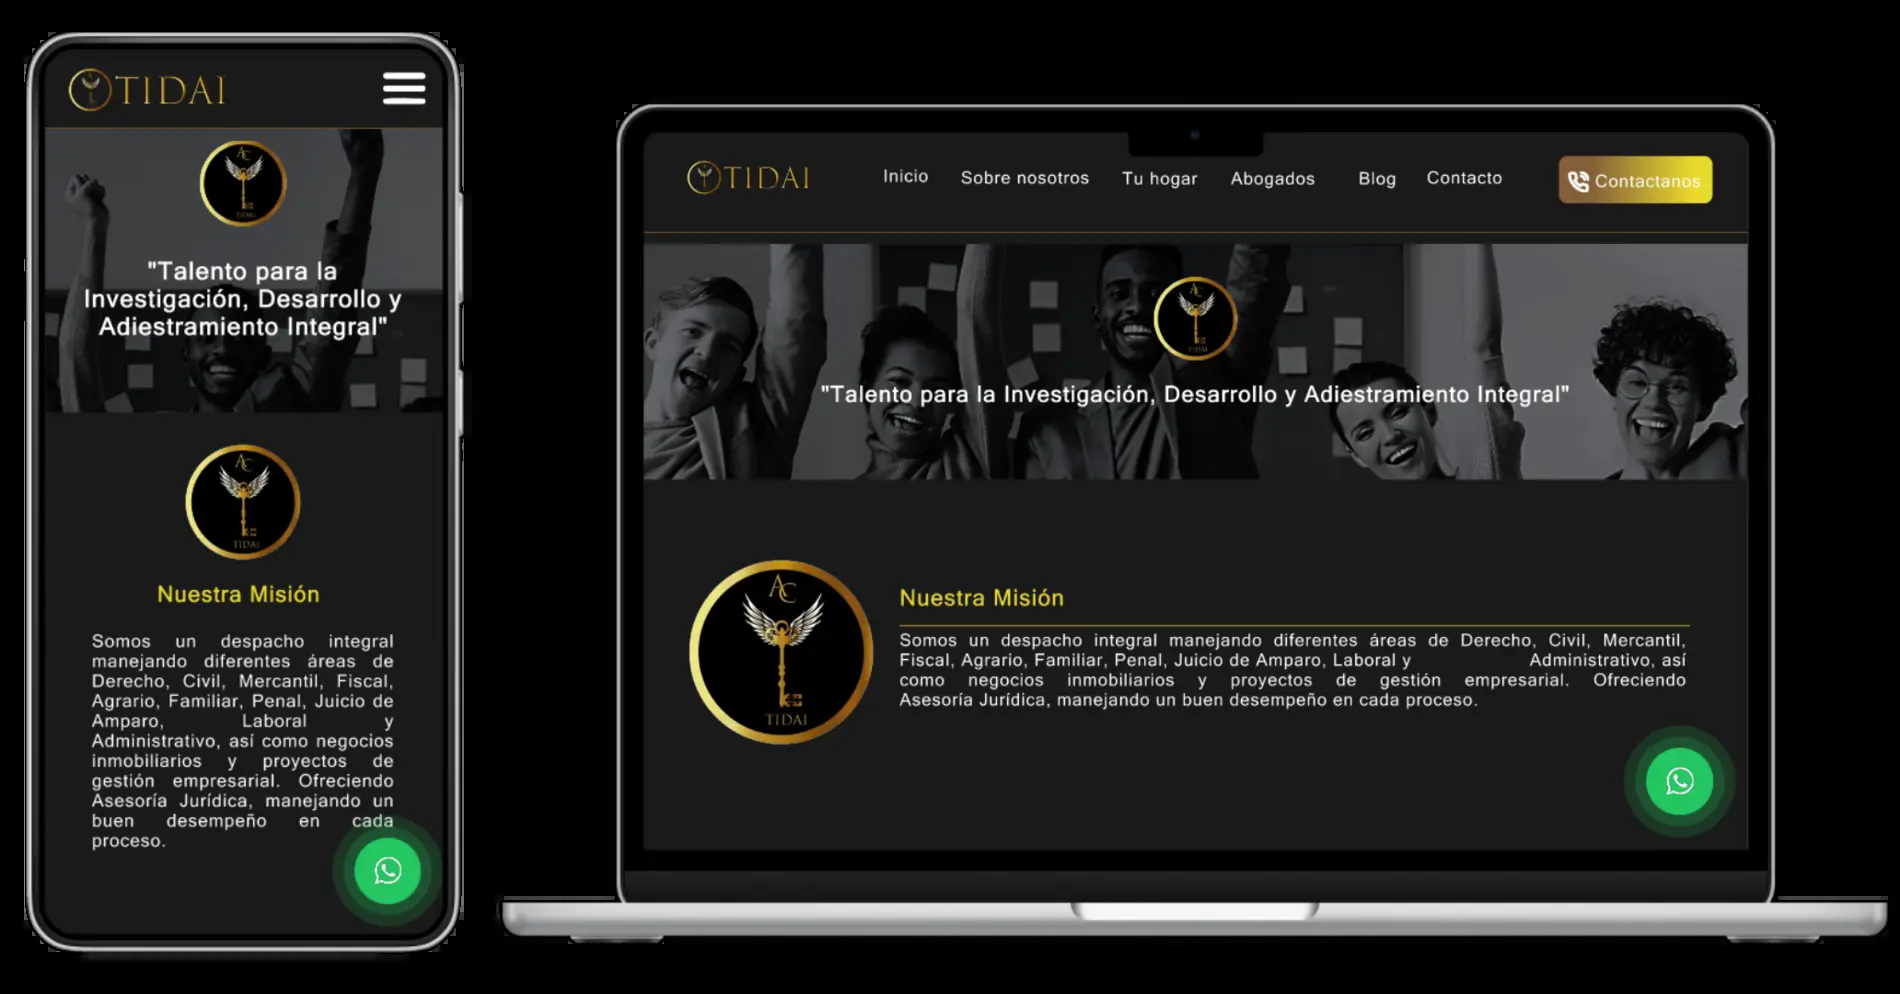 TIDAI
AC
TIDAI
"Talento para la
Investigación, Desarrollo y
Adiestramiento Integral"
AC
TIDAI
Nuestra Misión
Somos un despacho integral
manejando diferentes áreas de
Derecho, Civil, Mercantil, Fiscal,
Agrario, Familiar, Penal, Juicio de
Amparo, Laboral y
Administrativo, así como negocios
inmobiliarios y proyectos de
gestión empresarial. Ofreciendo
Asesoría Jurídica, manejando un
buen desempeño en cada
proceso.
TIDAI
Inicio
Sobre nosotros
Tu hogar
Abogados
Blog
Contacto
Contactanos
AC
TIDAI
"Talento para la Investigación, Desarrollo y Adiestramiento Integral"
AC
TIDAI
Nuestra Misión
Somos un despacho integral manejando diferentes áreas de Derecho, Civil, Mercantil,
Fiscal, Agrario, Familiar, Penal, Juicio de Amparo, Laboral y Administrativo, así
como negocios inmobiliarios y proyectos de gestión empresarial. Ofreciendo
Asesoría Jurídica, manejando un buen desempeño en cada proceso.